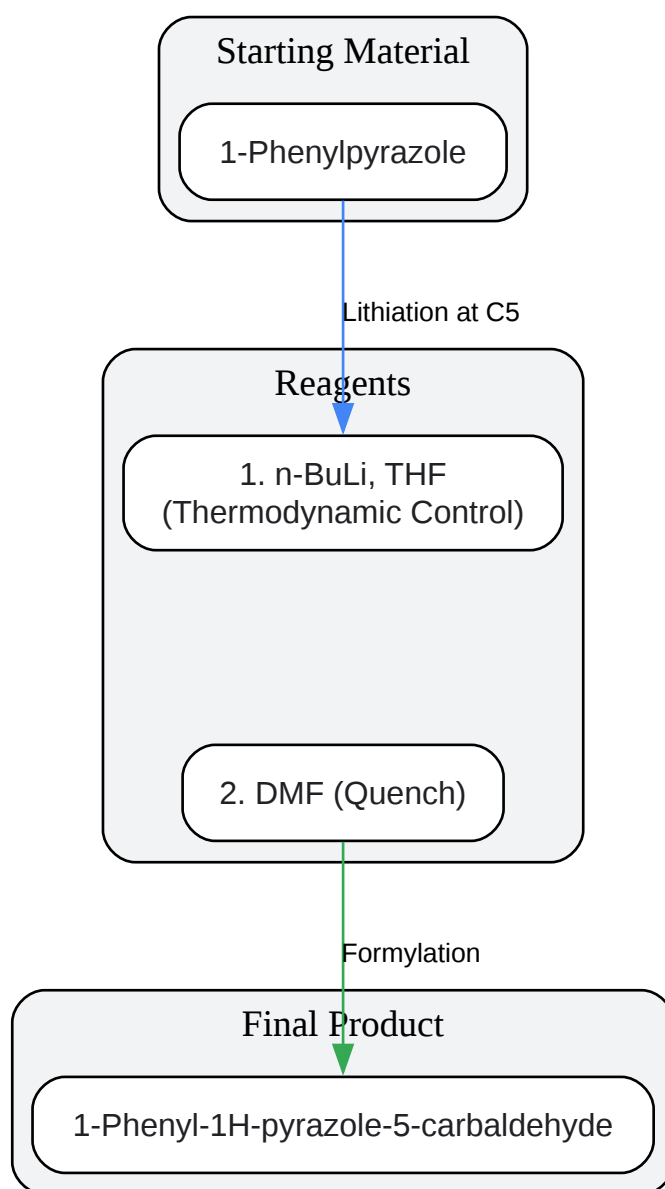 Starting Material
1-Phenylpyrazole
Lithiation at C5
Reagents
1. n-BuLi, THF
(Thermodynamic Control)
2. DMF (Quench)
Formylation
Final Product
1-Phenyl-1H-pyrazole-5-carbaldehyde